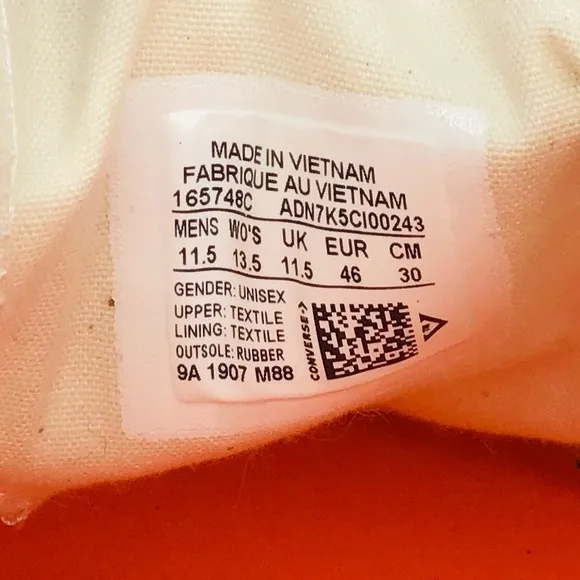 MADE IN VIETNAM
FABRIQUE AU VIETNAM
165748C ADN7K5CI00243
MENS WO'S UK EUR CM
11.5 13.5 11.5 46 30
GENDER: UNISEX
UPPER: TEXTILE
LINING: TEXTILE
OUTSOLE: RUBBER
9A 1907 M88
CONVERSE